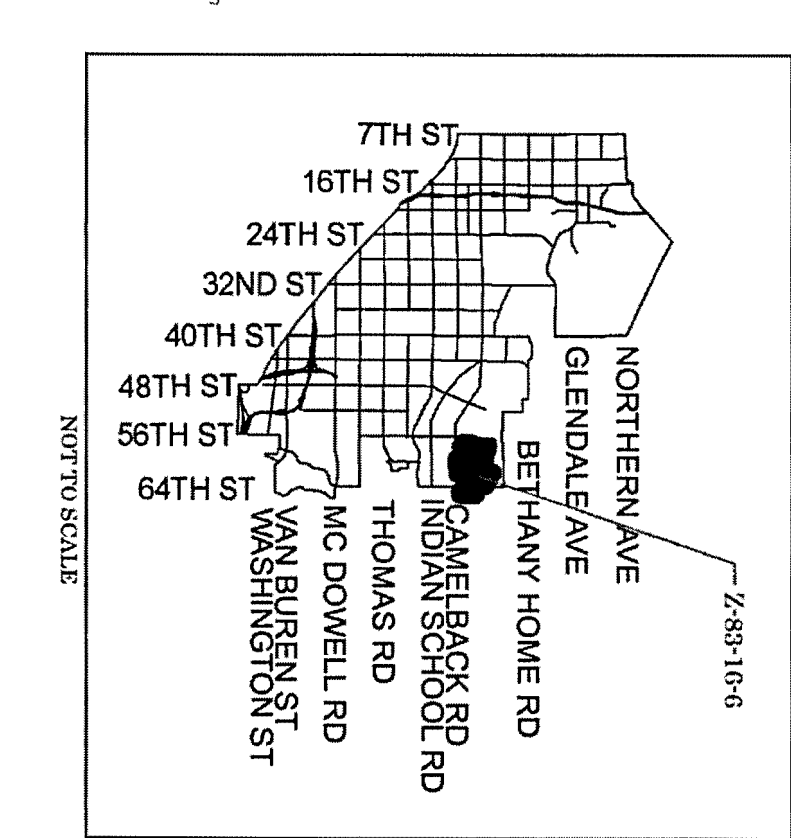 7TH ST
16TH ST
24TH ST
32ND ST
40TH ST
48TH ST
56TH ST
64TH ST
NORTHERN AVE
GLENDALE AVE
BETHANY HOME RD
CAMELBACK RD
INDIAN SCHOOL RD
THOMAS RD
MC DOWELL RD
VAN BUREN ST
WASHINGTON ST
Z-83-16-6
NOT TO SCALE